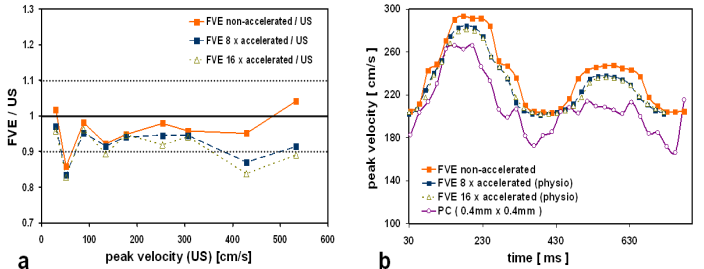 1.3
1.2
1.1
1
0.9
0.8
0.7
FVE / US
FVE non-accelerated / US
FVE 8 x accelerated / US
FVE 16 x accelerated / US
0 100 200 300 400 500 600
peak velocity (US) [cm/s]
a
300
260
220
180
140
100
peak velocity [ cm/s]
FVE non-accelerated
FVE 8 x accelerated (physio)
FVE 16 x accelerated (physio)
PC ( 0.4mm x 0.4mm)
30 230 430 630
time [ ms]
b